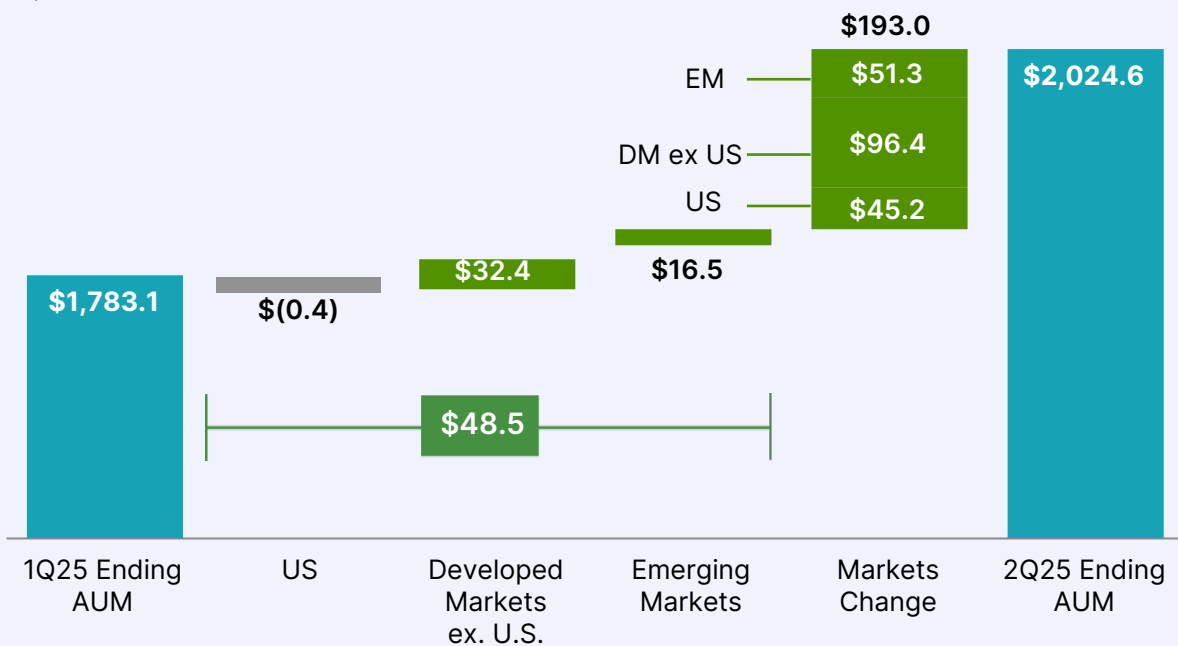 $193.0
EM
$51.3
$2,024.6
DM ex US
$96.4
US
$45.2
$32.4
$16.5
$1,783.1
$(0.4)
$48.5
1Q25 Ending
AUM
US
Developed
Markets
ex. U.S.
Emerging
Markets
Markets
Change
2Q25 Ending
AUM